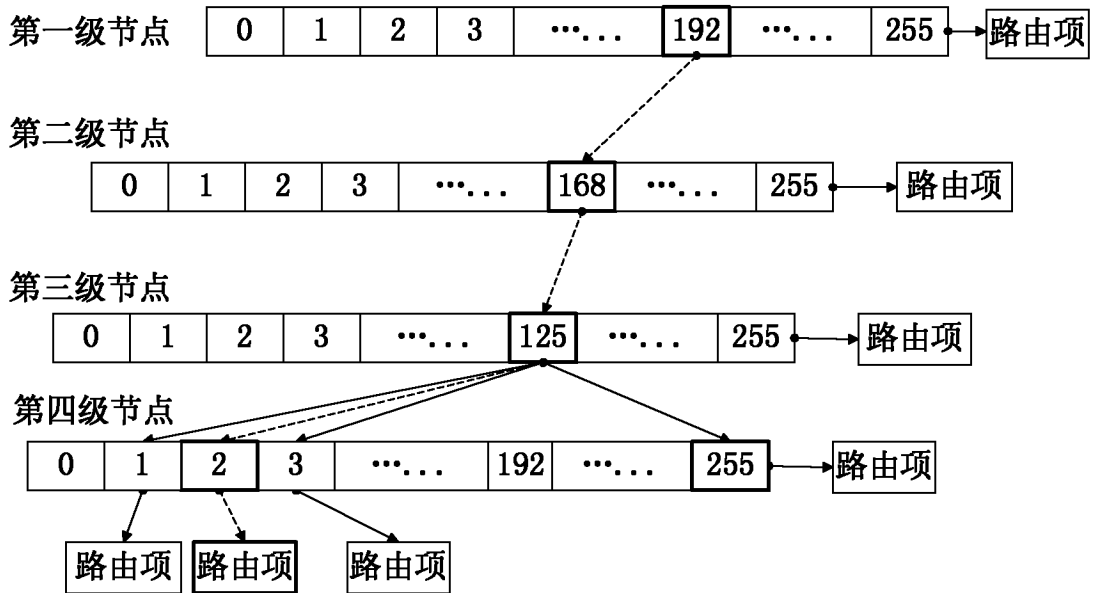 第一级节点 0 1 2 3 ···... 192 ···... 255 路由项
第二级节点
0 1 2 3 ···... 168 ···... 255 路由项
第三级节点
0 1 2 3 ···... 125 ···... 255 路由项
第四级节点
0 1 2 3 ···... 192 ···... 255 路由项
路由项 路由项 路由项